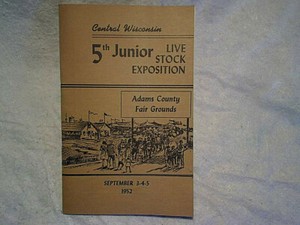 Central Wisconsin
5th Junior LIVE
STOCK
EXPOSITION
Adams County
Fair Grounds
SEPTEMBER 3-4-5
1952